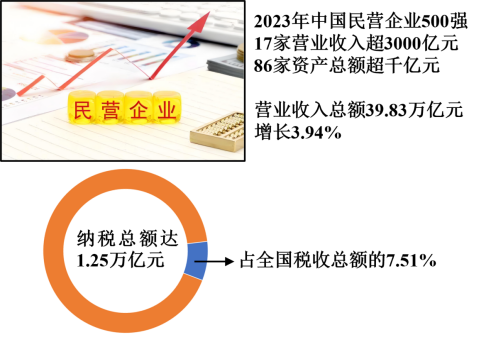 民营企业
2023年中国民营企业500强
17家营业收入超3000亿元
86家资产总额超千亿元
营业收入总额39.83万亿元
增长3.94%
纳税总额达
1.25万亿元
占全国税收总额的7.51%